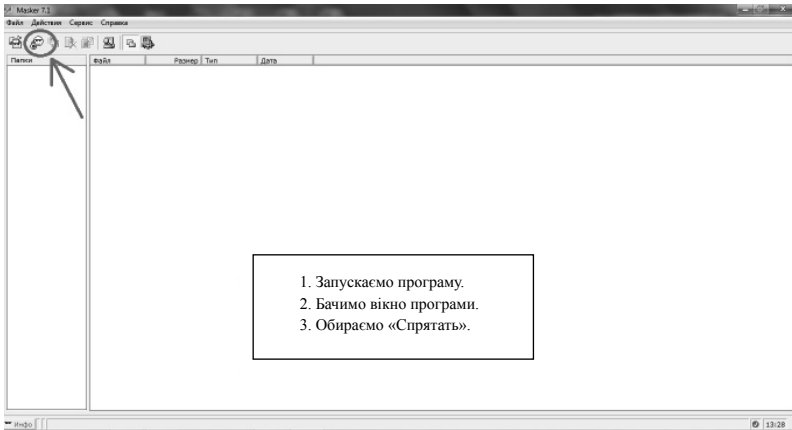 Masker 7.1
Файл Действия Сервис Справка
Папки Файл Размер Тип Дата
1. Запускаємо програму.
2. Бачимо вікно програми.
3. Обираємо «Спрятать».
Инфо 13:28